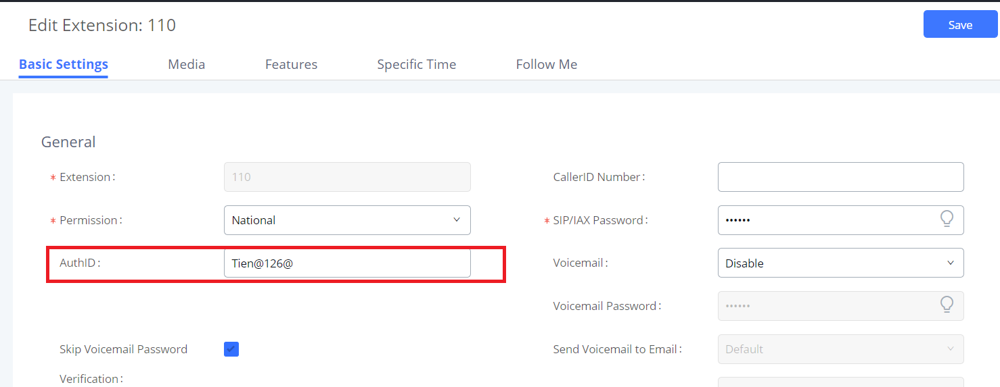 Edit Extension: 110
Save
Basic Settings Media Features Specific Time Follow Me
General
* Extension: 110 CallerID Number:
* Permission: National * SIP/IAX Password: ••••••
AuthID: Tien@126@ Voicemail: Disable
Voicemail Password: ••••••
Skip Voicemail Password Send Voicemail to Email: Default
Verification: